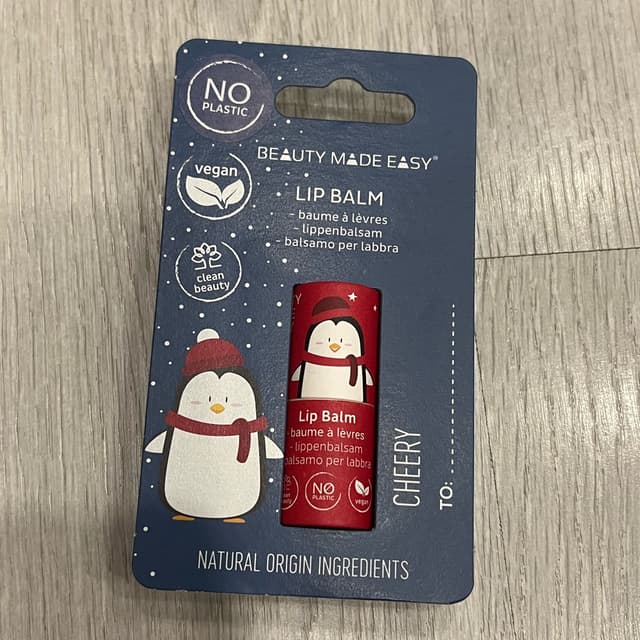 NO
PLASTIC
vegan
clean
beauty
BEAUTY MADE EASY®
LIP BALM
- baume à lèvres
- lippenbalsam
- balsamo per labbra
Lip Balm
- baume à lèvres
- lippenbalsam
balsamo per labbra
NO
PLASTIC
vegan
CHEERY
TO:
NATURAL ORIGIN INGREDIENTS